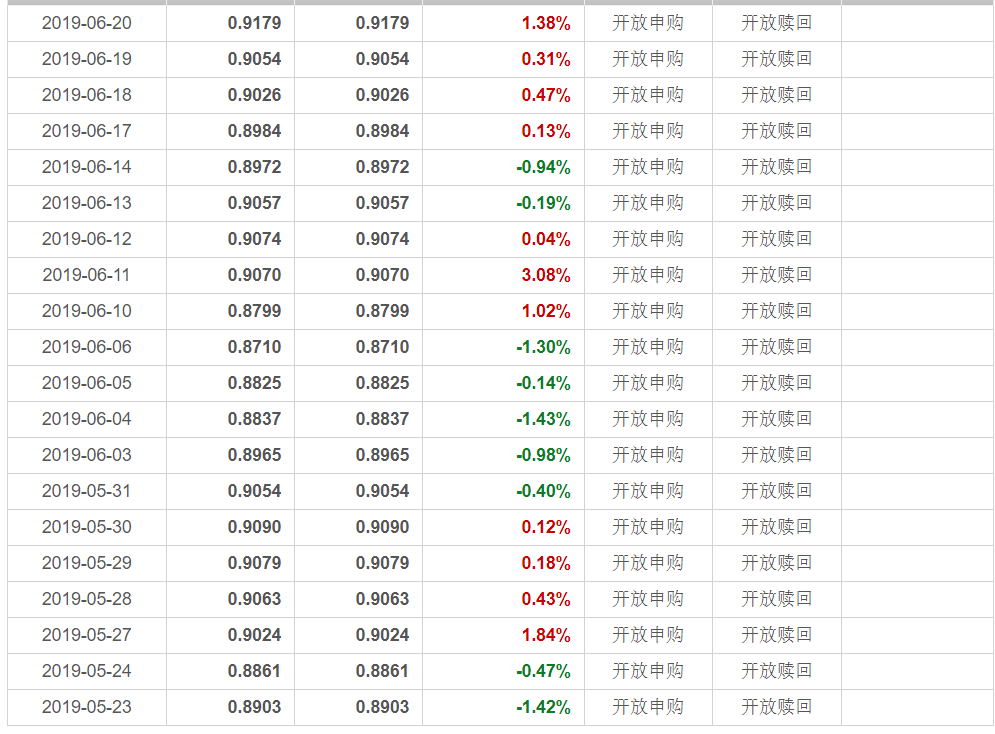 2019-06-20 0.9179 0.9179 1.38% 开放申购 开放赎回
2019-06-19 0.9054 0.9054 0.31% 开放申购 开放赎回
2019-06-18 0.9026 0.9026 0.47% 开放申购 开放赎回
2019-06-17 0.8984 0.8984 0.13% 开放申购 开放赎回
2019-06-14 0.8972 0.8972 -0.94% 开放申购 开放赎回
2019-06-13 0.9057 0.9057 -0.19% 开放申购 开放赎回
2019-06-12 0.9074 0.9074 0.04% 开放申购 开放赎回
2019-06-11 0.9070 0.9070 3.08% 开放申购 开放赎回
2019-06-10 0.8799 0.8799 1.02% 开放申购 开放赎回
2019-06-06 0.8710 0.8710 -1.30% 开放申购 开放赎回
2019-06-05 0.8825 0.8825 -0.14% 开放申购 开放赎回
2019-06-04 0.8837 0.8837 -1.43% 开放申购 开放赎回
2019-06-03 0.8965 0.8965 -0.98% 开放申购 开放赎回
2019-05-31 0.9054 0.9054 -0.40% 开放申购 开放赎回
2019-05-30 0.9090 0.9090 0.12% 开放申购 开放赎回
2019-05-29 0.9079 0.9079 0.18% 开放申购 开放赎回
2019-05-28 0.9063 0.9063 0.43% 开放申购 开放赎回
2019-05-27 0.9024 0.9024 1.84% 开放申购 开放赎回
2019-05-24 0.8861 0.8861 -0.47% 开放申购 开放赎回
2019-05-23 0.8903 0.8903 -1.42% 开放申购 开放赎回